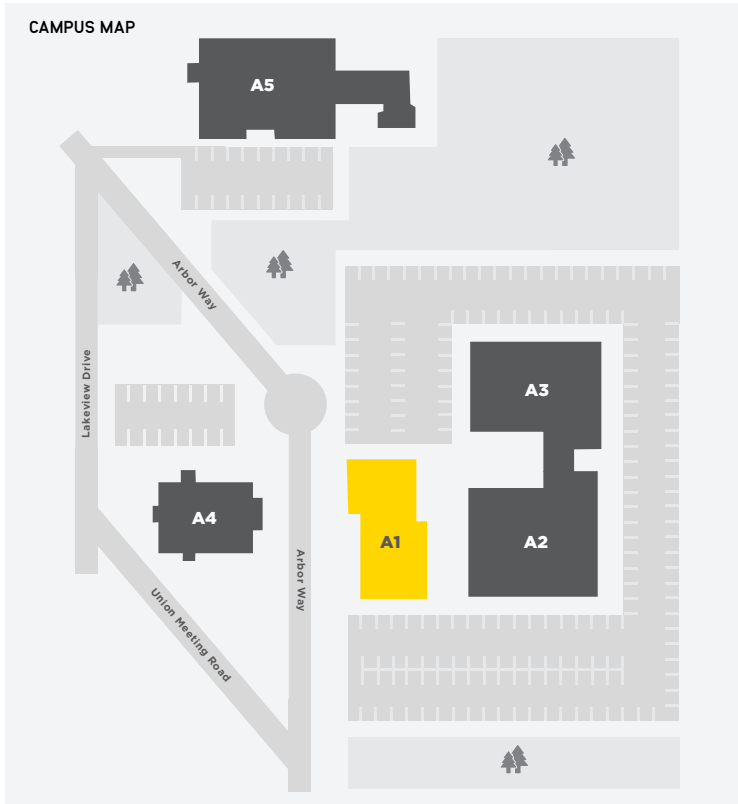 CAMPUS MAP
A5
Arbor Way
Lakeview Drive
A3
A4
A1
A2
Arbor Way
Union Meeting Road